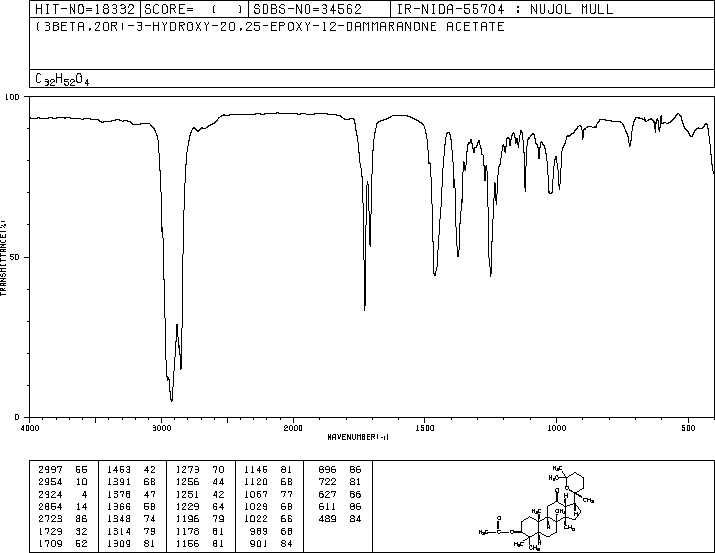 HIT-NO=18332 SCORE= ( ) SDBS-NO=34562 IR-NIDA-55704 : NUJOL MULL
(3BETA,20R)-3-HYDROXY-20,25-EPOXY-12-DAMMARANONE ACETATE
C32H52O4
100
50
0
TRANSMITTANCE(%)
4000 3000 2000 1500 1000 500
WAVENUMBER(-1)
2997 66 1463 42 1273 70 1146 81 896 86
2954 10 1391 68 1256 44 1120 68 722 81
2924 4 1378 47 1251 42 1067 77 627 86
2854 14 1366 58 1229 64 1029 68 611 86
2723 86 1348 74 1196 79 1022 66 489 84
1729 32 1314 79 1178 81 989 68
1709 52 1309 81 1156 81 901 84